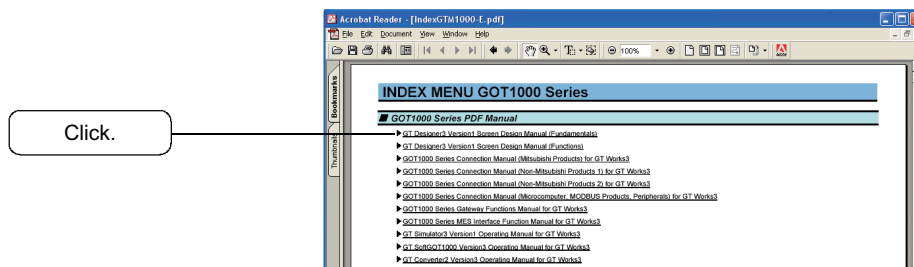 Acrobat Reader - [IndexGTM1000-E.pdf]
File Edit Document View Window Help
100%
Bookmarks
Thumbnails
INDEX MENU GOT1000 Series
GOT1000 Series PDF Manual
Click.
GT Designer3 Version1 Screen Design Manual (Fundamentals)
GT Designer3 Version1 Screen Design Manual (Functions)
GOT1000 Series Connection Manual (Mitsubishi Products) for GT Works3
GOT1000 Series Connection Manual (Non-Mitsubishi Products 1) for GT Works3
GOT1000 Series Connection Manual (Non-Mitsubishi Products 2) for GT Works3
GOT1000 Series Connection Manual (Microcomputer, MODBUS Products, Peripherals) for GT Works3
GOT1000 Series Gateway Functions Manual for GT Works3
GOT1000 Series MES Interface Function Manual for GT Works3
GT Simulator3 Version1 Operating Manual for GT Works3
GT SoftGOT1000 Version3 Operating Manual for GT Works3
GT Converter2 Version3 Operating Manual for GT Works3